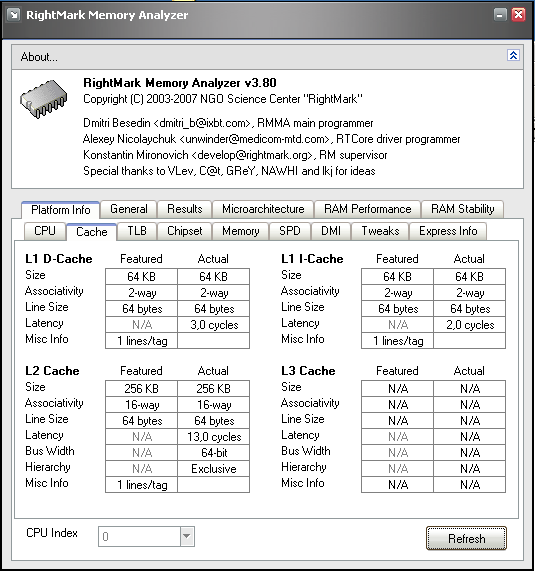 RightMark Memory Analyzer
About...
RightMark Memory Analyzer v3.80
Copyright (C) 2003-2007 NGO Science Center "RightMark"
Dmitri Besedin <dmitri_b@ixbt.com>, RMMA main programmer
Alexey Nicolaychuk <unwinder@medicom-mtd.com>, RTCore driver programmer
Konstantin Mironovich <develop@rightmark.org>, RM supervisor
Special thanks to VLev, C@t, GReY, NAWHI and lkj for ideas
Platform Info General Results Microarchitecture RAM Performance RAM Stability
CPU Cache TLB Chipset Memory SPD DMI Tweaks Express Info
L1 D-Cache Featured Actual
Size 64 KB 64 KB
Associativity 2-way 2-way
Line Size 64 bytes 64 bytes
Latency N/A 3,0 cycles
Misc Info 1 lines/tag
L1 I-Cache Featured Actual
Size 64 KB 64 KB
Associativity 2-way 2-way
Line Size 64 bytes 64 bytes
Latency N/A 2,0 cycles
Misc Info 1 lines/tag
L2 Cache Featured Actual
Size 256 KB 256 KB
Associativity 16-way 16-way
Line Size 64 bytes 64 bytes
Latency N/A 13,0 cycles
Bus Width N/A 64-bit
Hierarchy N/A Exclusive
Misc Info 1 lines/tag
L3 Cache Featured Actual
Size N/A N/A
Associativity N/A N/A
Line Size N/A N/A
Latency N/A N/A
Bus Width N/A N/A
Hierarchy N/A N/A
Misc Info N/A N/A
CPU Index 0 Refresh